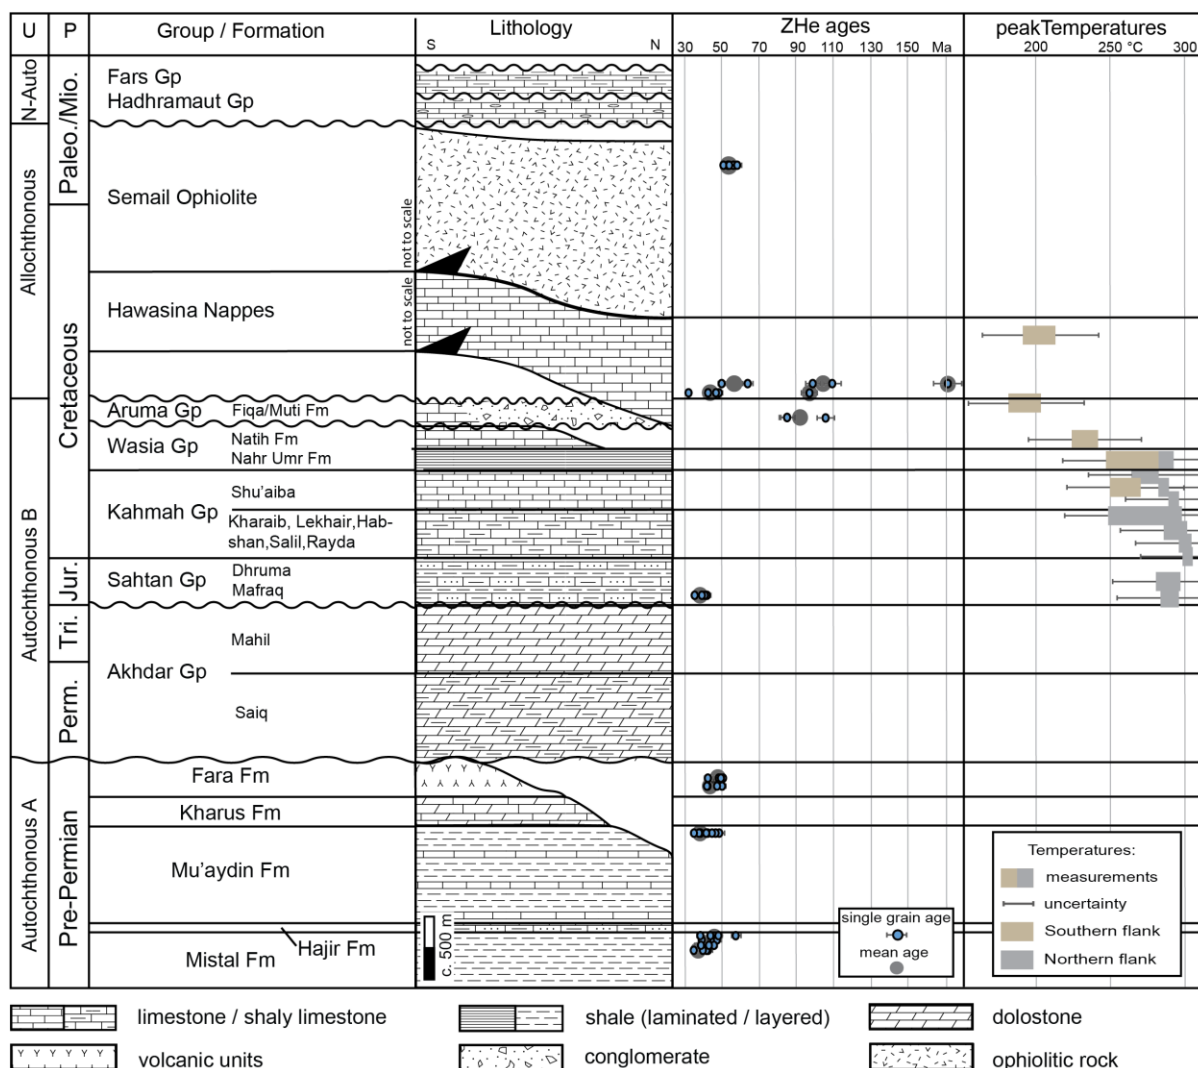 U P Group / Formation Lithology ZHe ages peakTemperatures
S N 30 50 70 90 110 130 150 Ma 200 250 °C 300
N-Auto
Allochthonous
Autochthonous B
Autochthonous A
Paleo./Mio.
Cretaceous
Jur.
Tri.
Perm.
Pre-Permian
Fars Gp
Hadhramaut Gp
Semail Ophiolite
not to scale
Hawasina Nappes
not to scale
Aruma Gp Fiqa/Muti Fm
Wasia Gp Natih Fm
Nahr Umr Fm
Kahmah Gp Shu'aiba
Kharaib, Lekhair,Hab-
shan,Salil,Rayda
Sahtan Gp Dhruma
Mafraq
Akhdar Gp Mahil
Saiq
Fara Fm
Kharus Fm
Mu'aydin Fm
Hajir Fm
Mistal Fm
c. 500 m
single grain age
mean age
Temperatures:
measurements
uncertainty
Southern flank
Northern flank
limestone / shaly limestone shale (laminated / layered) dolostone
volcanic units conglomerate ophiolitic rock